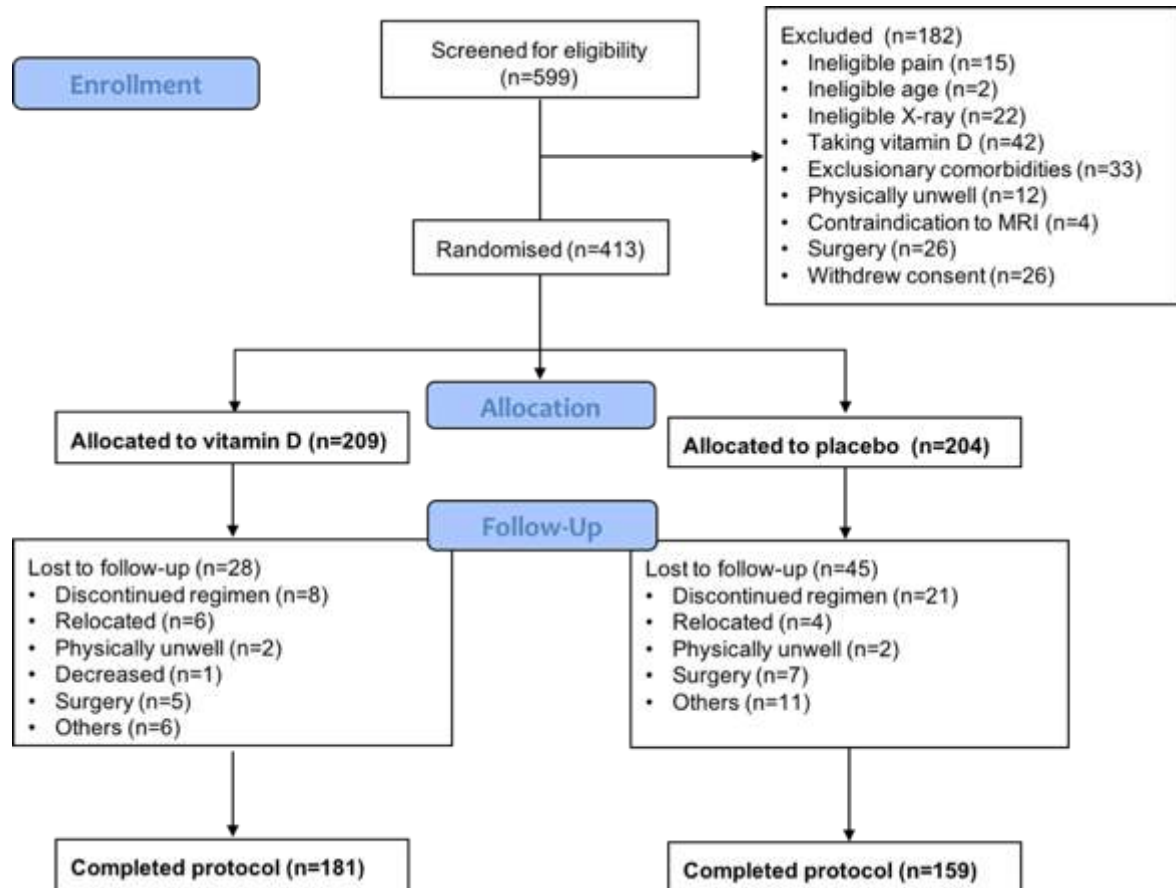 Enrollment
Screened for eligibility
(n=599)
Excluded (n=182)
• Ineligible pain (n=15)
• Ineligible age (n=2)
• Ineligible X-ray (n=22)
• Taking vitamin D (n=42)
• Exclusionary comorbidities (n=33)
• Physically unwell (n=12)
• Contraindication to MRI (n=4)
• Surgery (n=26)
• Withdrew consent (n=26)
Randomised (n=413)
Allocation
Allocated to vitamin D (n=209)
Allocated to placebo (n=204)
Follow-Up
Lost to follow-up (n=28)
• Discontinued regimen (n=8)
• Relocated (n=6)
• Physically unwell (n=2)
• Decreased (n=1)
• Surgery (n=5)
• Others (n=6)
Lost to follow-up (n=45)
• Discontinued regimen (n=21)
• Relocated (n=4)
• Physically unwell (n=2)
• Surgery (n=7)
• Others (n=11)
Completed protocol (n=181)
Completed protocol (n=159)